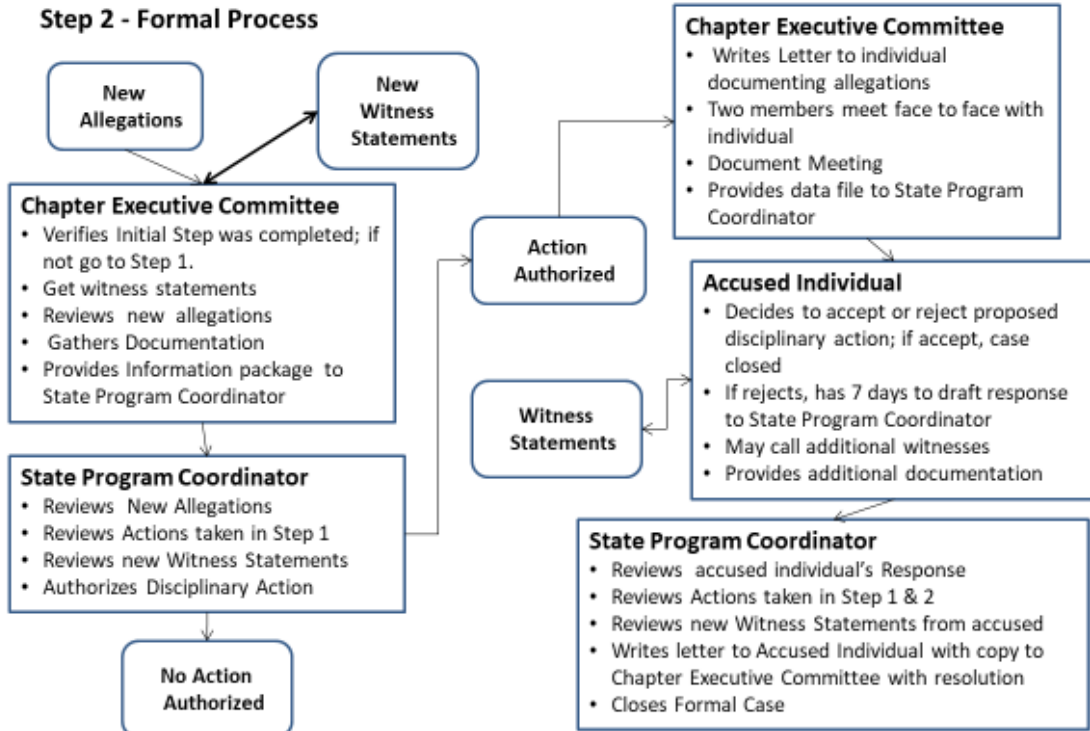 Step 2 - Formal Process
New
Allegations
New
Witness
Statements
Chapter Executive Committee
• Verifies Initial Step was completed; if
not go to Step 1.
• Get witness statements
• Reviews new allegations
• Gathers Documentation
• Provides Information package to
State Program Coordinator
State Program Coordinator
• Reviews New Allegations
• Reviews Actions taken in Step 1
• Reviews new Witness Statements
• Authorizes Disciplinary Action
No Action
Authorized
Action
Authorized
Chapter Executive Committee
• Writes Letter to individual
documenting allegations
• Two members meet face to face with
individual
• Document Meeting
• Provides data file to State Program
Coordinator
Accused Individual
• Decides to accept or reject proposed
disciplinary action; if accept, case
closed
• If rejects, has 7 days to draft response
to State Program Coordinator
• May call additional witnesses
• Provides additional documentation
Witness
Statements
State Program Coordinator
• Reviews accused individual's Response
• Reviews Actions taken in Step 1 & 2
• Reviews new Witness Statements from accused
• Writes letter to Accused Individual with copy to
Chapter Executive Committee with resolution
• Closes Formal Case